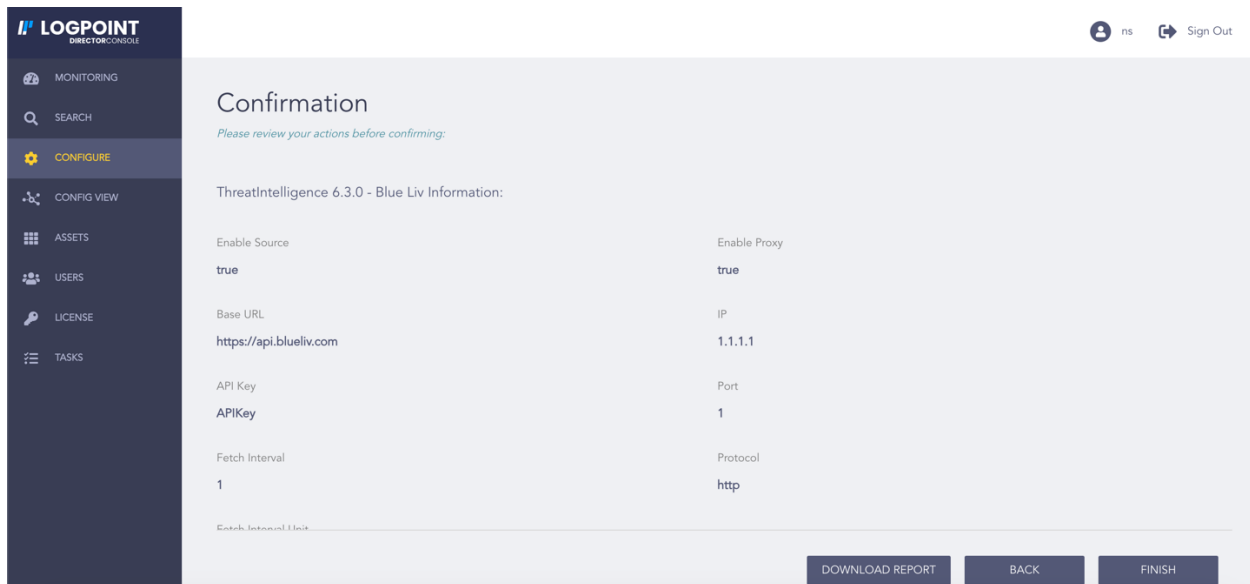 LOGPOINT
DIRECTORCONSOLE
ns
Sign Out
MONITORING
SEARCH
CONFIGURE
CONFIG VIEW
ASSETS
USERS
LICENSE
TASKS
Confirmation
Please review your actions before confirming:
ThreatIntelligence 6.3.0 - Blue Liv Information:
Enable Source
true
Enable Proxy
true
Base URL
https://api.blueliv.com
IP
1.1.1.1
API Key
APIKey
Port
1
Fetch Interval
1
Protocol
http
Fetch Interval Unit
DOWNLOAD REPORT
BACK
FINISH